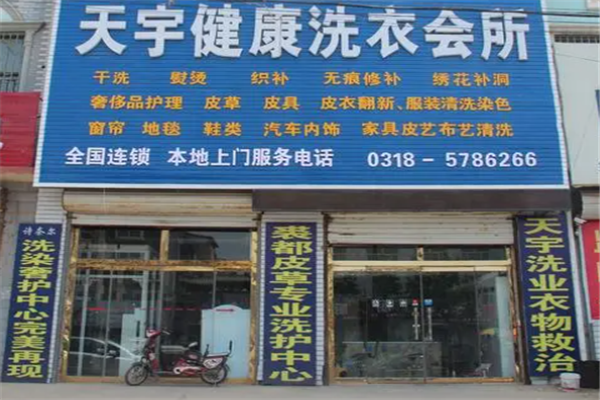 天宇健康洗衣会所
干洗 熨烫 织补 无痕修补 绣花补洞
奢侈品护理 皮草 皮具 皮衣翻新、服装清洗染色
窗帘 地毯 鞋类 汽车内饰 家具皮艺布艺清洗
全国连锁 本地上门服务电话 0318-5786266
诗奈尔
洗染奢护中心完美再现
裘都皮草专业洗护中心
天宇洗业衣物救治